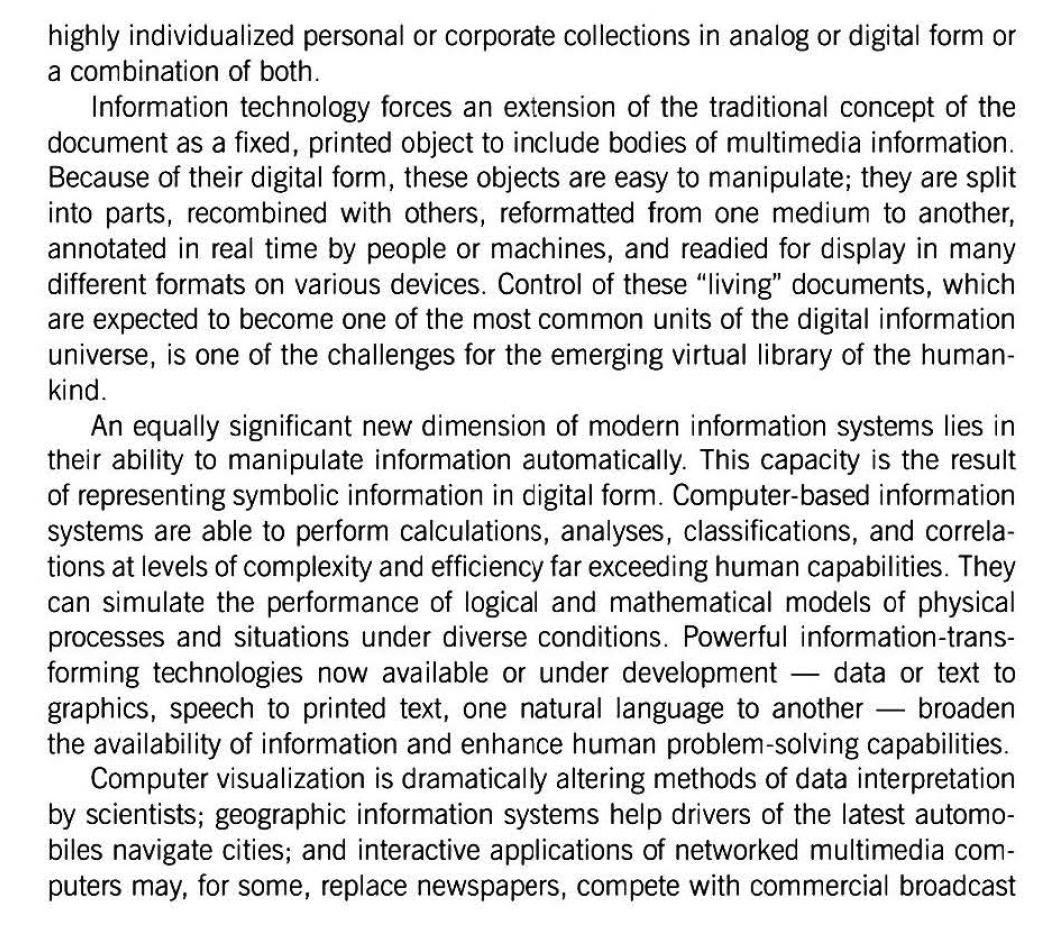 highly individualized personal or corporate collections in analog or digital form or
a combination of both.
Information technology forces an extension of the traditional concept of the
document as a fixed, printed object to include bodies of multimedia information.
Because of their digital form, these objects are easy to manipulate; they are split
into parts, recombined with others, reformatted from one medium to another,
annotated in real time by people or machines, and readied for display in many
different formats on various devices. Control of these “living” documents, which
are expected to become one of the most common units of the digital information
universe, is one of the challenges for the emerging virtual library of the human-
kind.
An equally significant new dimension of modern information systems lies in
their ability to manipulate information automatically. This capacity is the result
of representing symbolic information in digital form. Computer-based information
systems are able to perform calculations, analyses, classifications, and correla-
tions at levels of complexity and efficiency far exceeding human capabilities. They
can simulate the performance of logical and mathematical models of physical
processes and situations under diverse conditions. Powerful information-trans-
forming technologies now available or under development — data or text to
graphics, speech to printed text, one natural language to another — broaden
the availability of information and enhance human problem-solving capabilities.
Computer visualization is dramatically altering methods of data interpretation
by scientists; geographic information systems help drivers of the latest automo-
biles navigate cities; and interactive applications of networked multimedia com-
puters may, for some, replace newspapers, compete with commercial broadcast